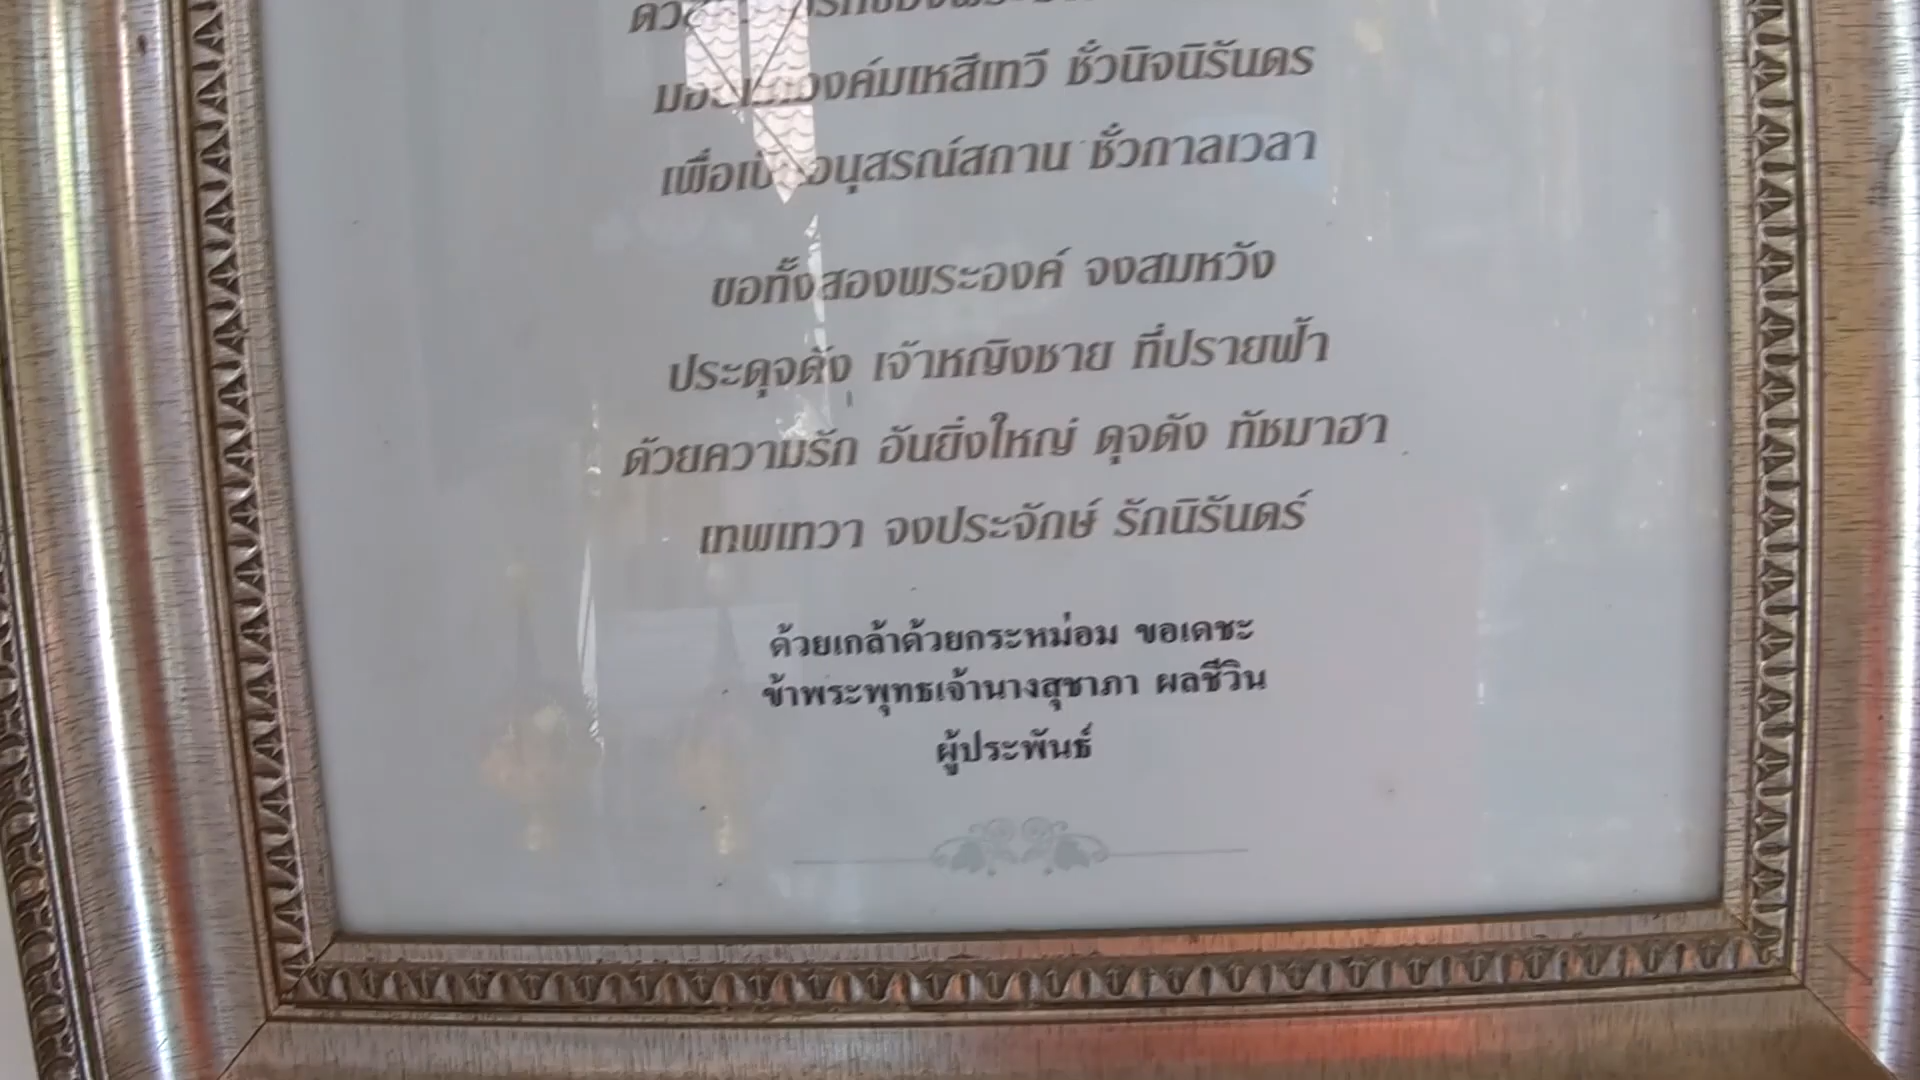 องค์มเหสีเทวี ชั่วนิจนิรันดร
เพื่อเป็นอนุสรณ์สถาน ชั่วกาลเวลา
ขอทั้งสองพระองค์ จงสมหวัง
ประดุจดัง เจ้าหญิงชาย ที่ปรายฟ้า
ด้วยความรัก อันยิ่งใหญ่ ดุจดัง ทัชมาฮา
เทพเทวา จงประจักษ์ รักนิรันดร์
ด้วยเกล้าด้วยกระหม่อม ขอเดชะ
ข้าพระพุทธเจ้านางสุชาภา ผลชีวิน
ผู้ประพันธ์